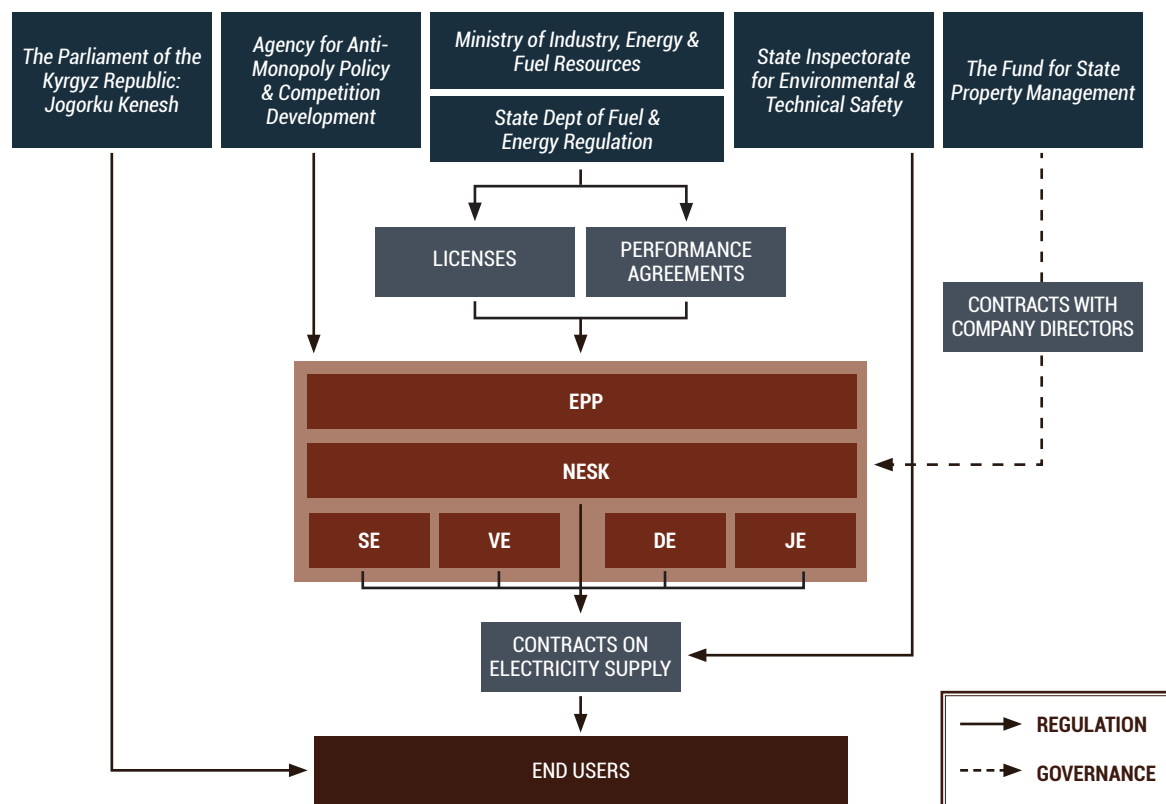 The Parliament of the
Kyrgyz Republic:
Jogorku Kenesh
Agency for Anti-
Monopoly Policy
& Competition
Development
Ministry of Industry, Energy &
Fuel Resources
State Dept of Fuel &
Energy Regulation
State Inspectorate
for Environmental &
Technical Safety
The Fund for State
Property Management
LICENSES
PERFORMANCE
AGREEMENTS
CONTRACTS WITH
COMPANY DIRECTORS
EPP
NESK
SE
VE
DE
JE
CONTRACTS ON
ELECTRICITY SUPPLY
END USERS
REGULATION
GOVERNANCE